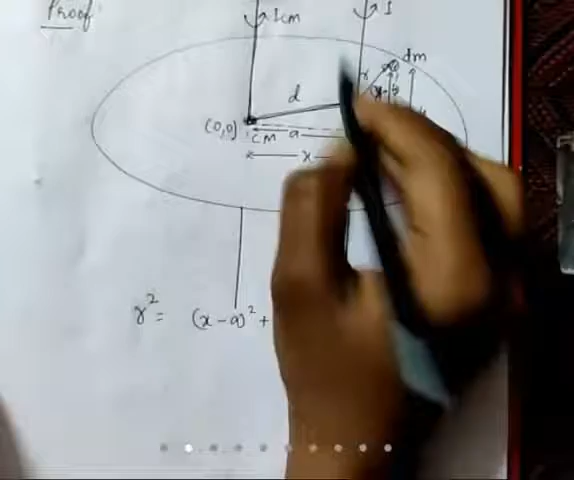 Proof
Icm
I
dm
r
d
(0,0)
CM
a
x
r² = (x-a)² +